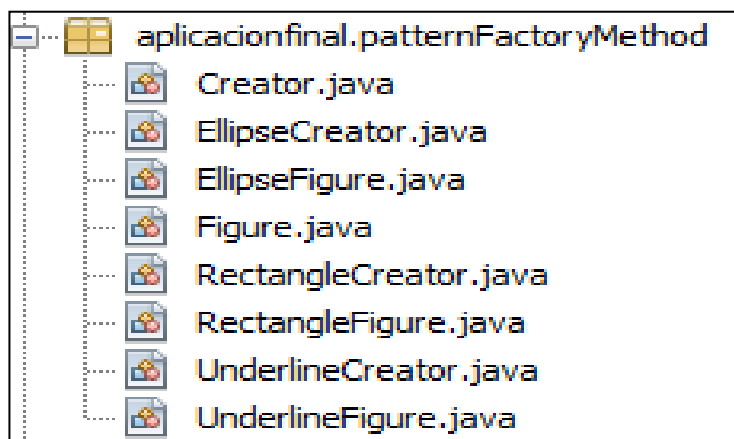 aplicacionfinal.patternFactoryMethod
Creator.java
EllipseCreator.java
EllipseFigure.java
Figure.java
RectangleCreator.java
RectangleFigure.java
UnderlineCreator.java
UnderlineFigure.java